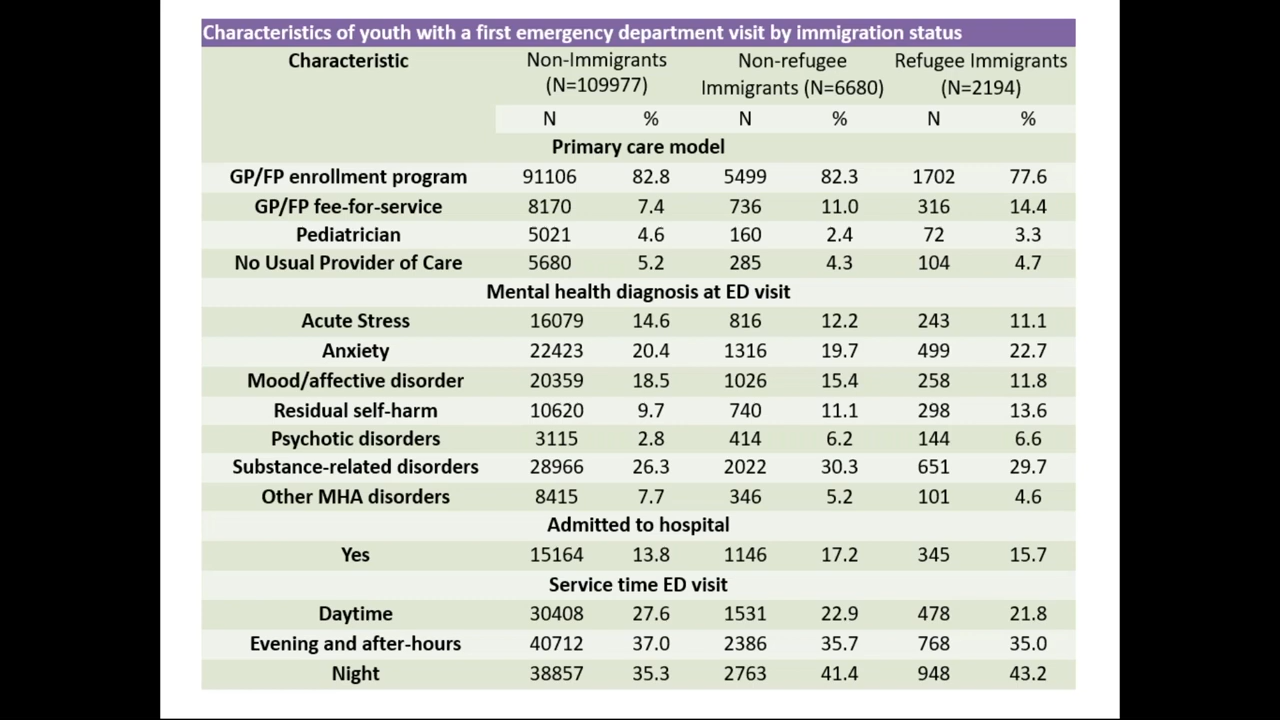 Characteristics of youth with a first emergency department visit by immigration status
Characteristic Non-Immigrants (N=109977) Non-refugee Immigrants (N=6680) Refugee Immigrants (N=2194)
N % N % N %
Primary care model
GP/FP enrollment program 91106 82.8 5499 82.3 1702 77.6
GP/FP fee-for-service 8170 7.4 736 11.0 316 14.4
Pediatrician 5021 4.6 160 2.4 72 3.3
No Usual Provider of Care 5680 5.2 285 4.3 104 4.7
Mental health diagnosis at ED visit
Acute Stress 16079 14.6 816 12.2 243 11.1
Anxiety 22423 20.4 1316 19.7 499 22.7
Mood/affective disorder 20359 18.5 1026 15.4 258 11.8
Residual self-harm 10620 9.7 740 11.1 298 13.6
Psychotic disorders 3115 2.8 414 6.2 144 6.6
Substance-related disorders 28966 26.3 2022 30.3 651 29.7
Other MHA disorders 8415 7.7 346 5.2 101 4.6
Admitted to hospital
Yes 15164 13.8 1146 17.2 345 15.7
Service time ED visit
Daytime 30408 27.6 1531 22.9 478 21.8
Evening and after-hours 40712 37.0 2386 35.7 768 35.0
Night 38857 35.3 2763 41.4 948 43.2